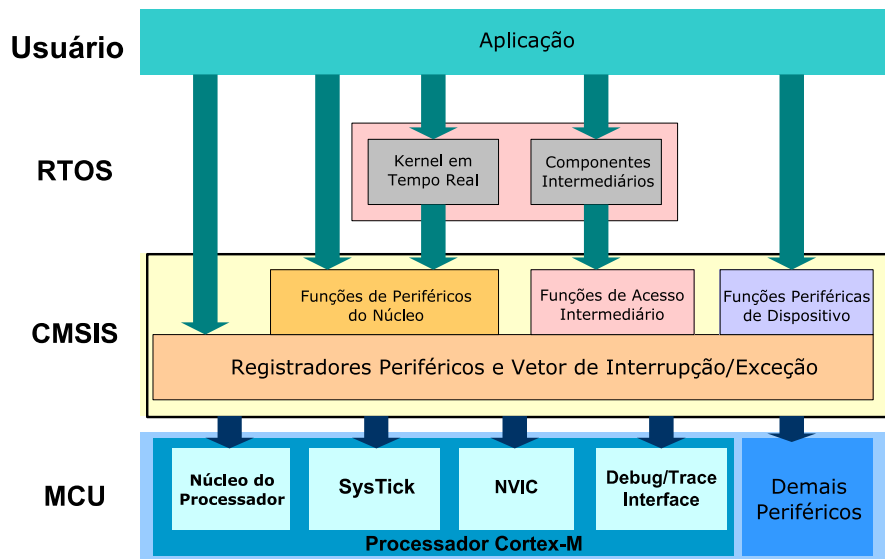 Usuário
Aplicação
RTOS
Kernel em
Tempo Real
Componentes
Intermediários
CMSIS
Funções de Periféricos
do Núcleo
Funções de Acesso
Intermediário
Funções Periféricas
de Dispositivo
Registradores Periféricos e Vetor de Interrupção/Exceção
MCU
Núcleo do
Processador
SysTick
NVIC
Debug/Trace
Interface
Demais
Periféricos
Processador Cortex-M